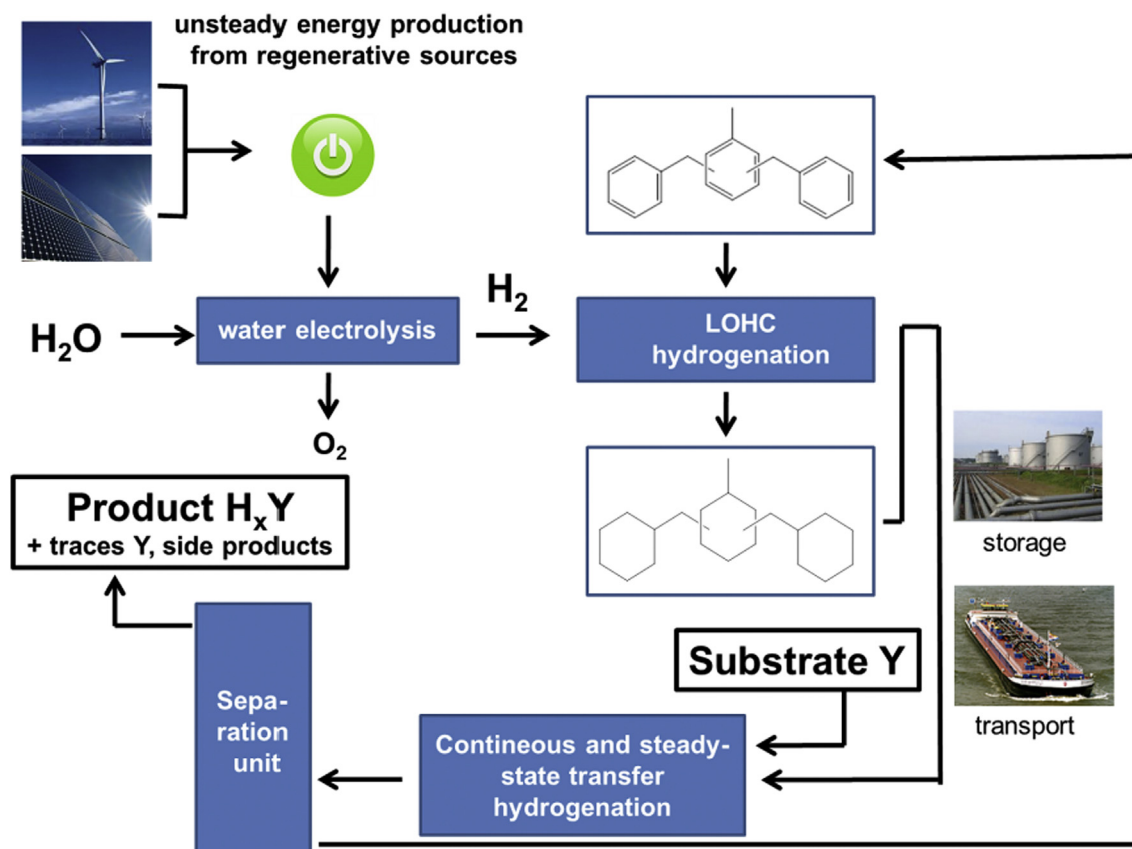 unsteady energy production
from regenerative sources
H₂O
water electrolysis
H₂
O₂
LOHC
hydrogenation
storage
transport
Product HₓY
+ traces Y, side products
Substrate Y
Sepa-
ration
unit
Contineous and steady-
state transfer
hydrogenation